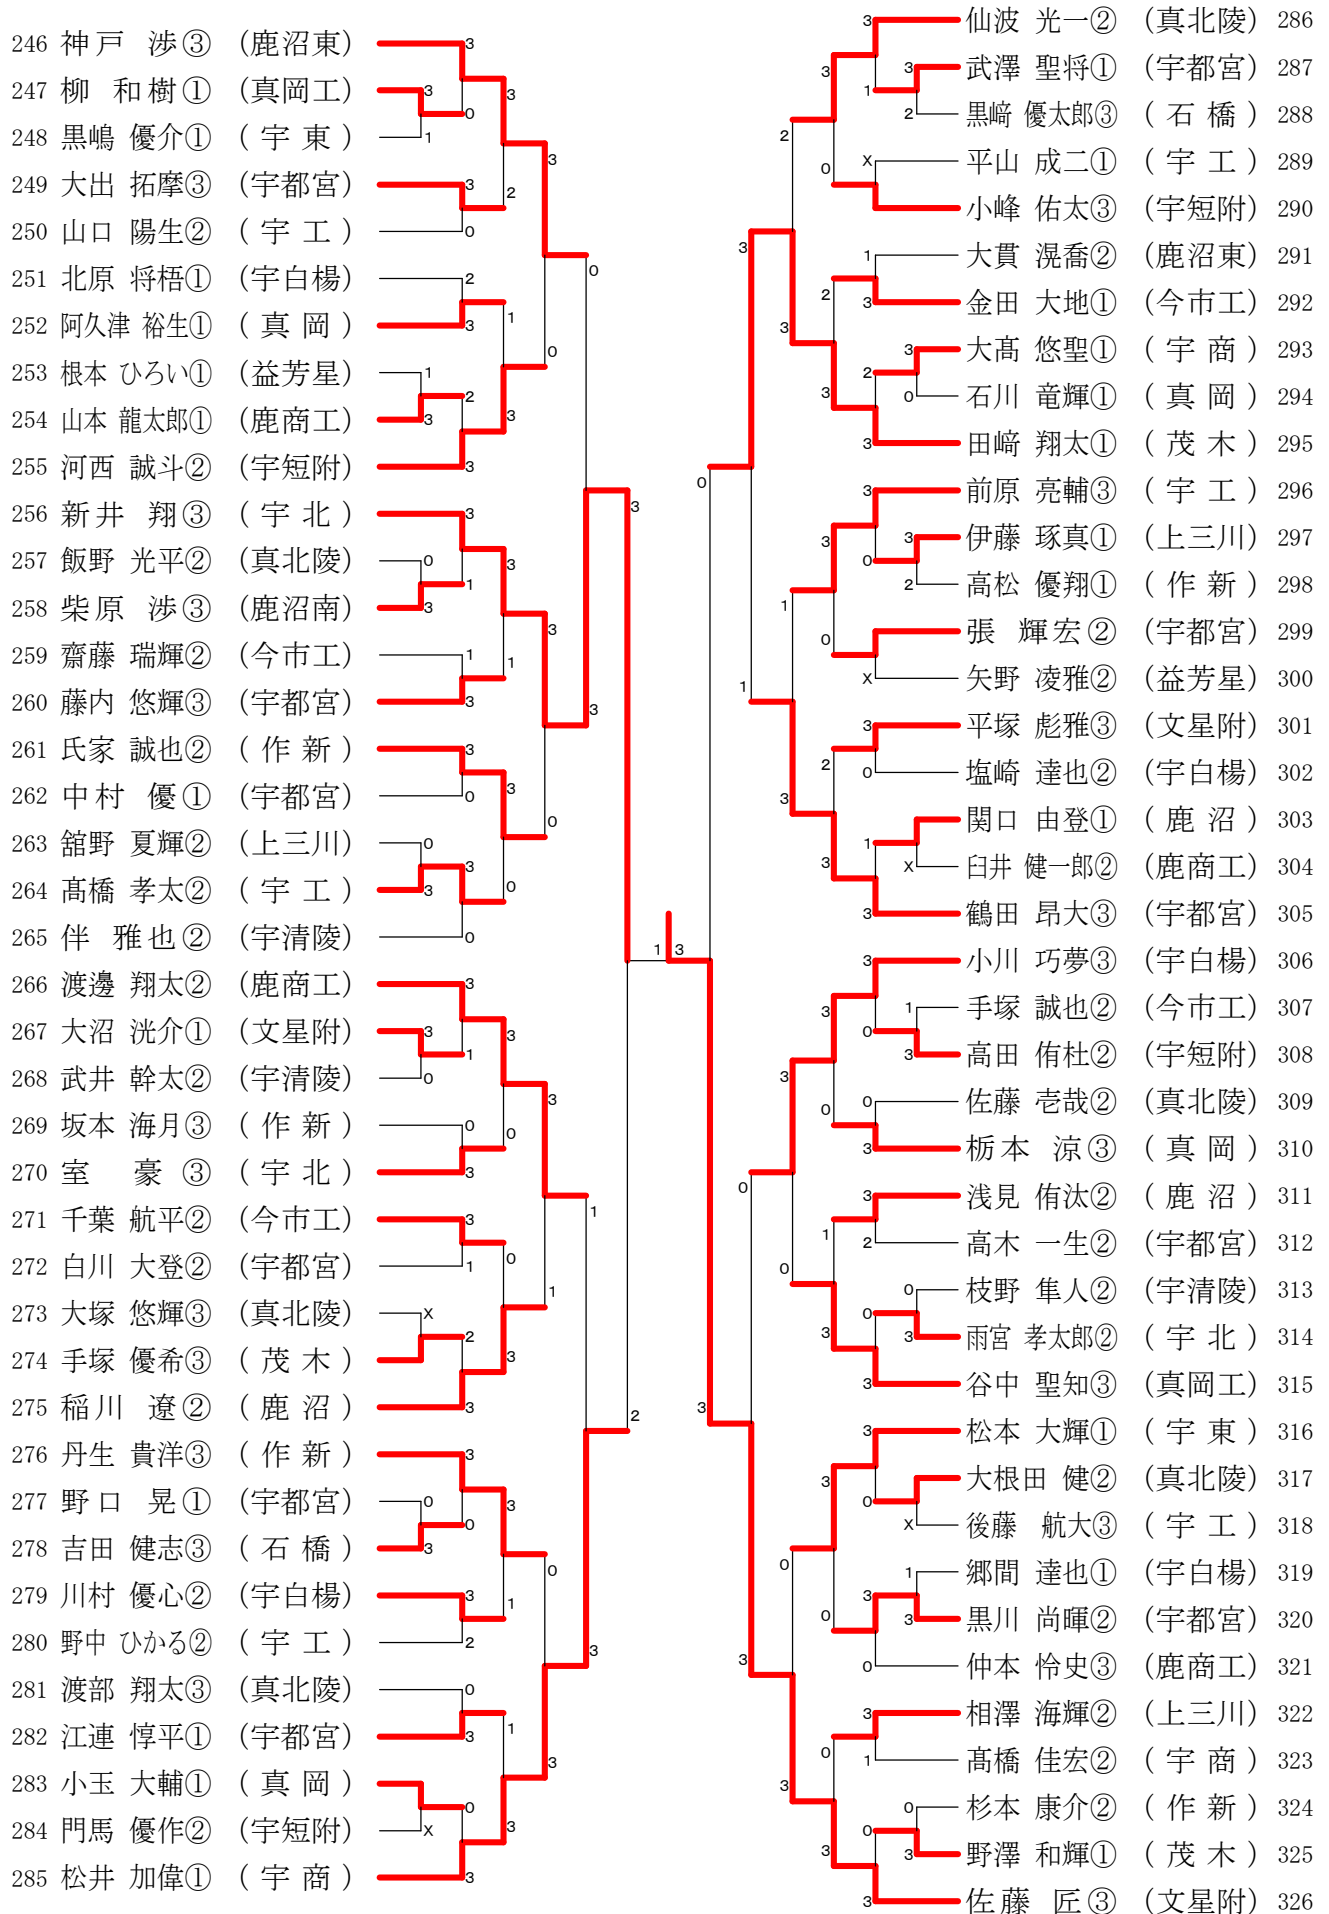 246 神戸 渉③ (鹿沼東)
247 柳 和樹① (真岡工)
248 黒嶋 優介① (宇東)
249 大出 拓摩③ (宇都宮)
250 山口 陽生② (宇工)
251 北原 将梧① (宇白楊)
252 阿久津 裕生① (真岡)
253 根本 ひろい① (益芳星)
254 山本 龍太郎① (鹿商工)
255 河西 誠斗② (宇短附)
256 新井 翔③ (宇北)
257 飯野 光平② (真北陵)
258 柴原 渉③ (鹿沼南)
259 齋藤 瑞輝② (今市工)
260 藤内 悠輝③ (宇都宮)
261 氏家 誠也② (作新)
262 中村 優① (宇都宮)
263 舘野 夏輝② (上三川)
264 髙橋 孝太② (宇工)
265 伴 雅也② (宇清陵)
266 渡邊 翔太② (鹿商工)
267 大沼 洸介① (文星附)
268 武井 幹太② (宇清陵)
269 坂本 海月③ (作新)
270 室 豪③ (宇北)
271 千葉 航平② (今市工)
272 白川 大登② (宇都宮)
273 大塚 悠輝③ (真北陵)
274 手塚 優希③ (茂木)
275 稲川 遼② (鹿沼)
276 丹生 貴洋③ (作新)
277 野口 晃① (宇都宮)
278 吉田 健志③ (石橋)
279 川村 優心② (宇白楊)
280 野中 ひかる② (宇工)
281 渡部 翔太③ (真北陵)
282 江連 惇平① (宇都宮)
283 小玉 大輔① (真岡)
284 門馬 優作② (宇短附)
285 松井 加偉① (宇商)
仙波 光一② (真北陵) 286
武澤 聖将① (宇都宮) 287
黒﨑 優太郎③ (石橋) 288
平山 成二① (宇工) 289
小峰 佑太③ (宇短附) 290
大貫 滉喬② (鹿沼東) 291
金田 大地① (今市工) 292
大髙 悠聖① (宇商) 293
石川 竜輝① (真岡) 294
田﨑 翔太① (茂木) 295
前原 亮輔③ (宇工) 296
伊藤 琢真① (上三川) 297
高松 優翔① (作新) 298
張 輝宏② (宇都宮) 299
矢野 凌雅② (益芳星) 300
平塚 彪雅③ (文星附) 301
塩崎 達也② (宇白楊) 302
関口 由登① (鹿沼) 303
臼井 健一郎② (鹿商工) 304
鶴田 昂大③ (宇都宮) 305
小川 巧夢③ (宇白楊) 306
手塚 誠也② (今市工) 307
高田 侑杜② (宇短附) 308
佐藤 壱哉② (真北陵) 309
栃本 涼③ (真岡) 310
浅見 侑汰② (鹿沼) 311
高木 一生② (宇都宮) 312
枝野 隼人② (宇清陵) 313
雨宮 孝太郎② (宇北) 314
谷中 聖知③ (真岡工) 315
松本 大輝① (宇東) 316
大根田 健② (真北陵) 317
後藤 航大③ (宇工) 318
郷間 達也① (宇白楊) 319
黒川 尚暉② (宇都宮) 320
仲本 怜史③ (鹿商工) 321
相澤 海輝② (上三川) 322
髙橋 佳宏② (宇商) 323
杉本 康介② (作新) 324
野澤 和輝① (茂木) 325
佐藤 匠③ (文星附) 326